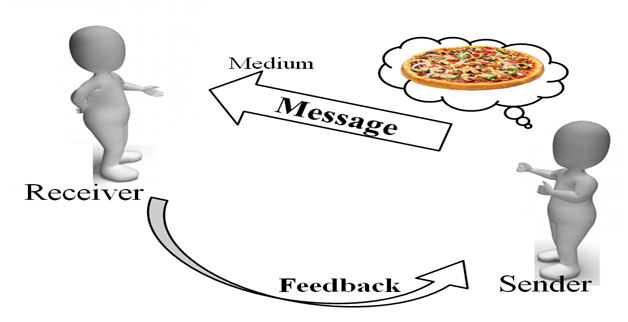 Medium
Message
Receiver
Feedback
Sender